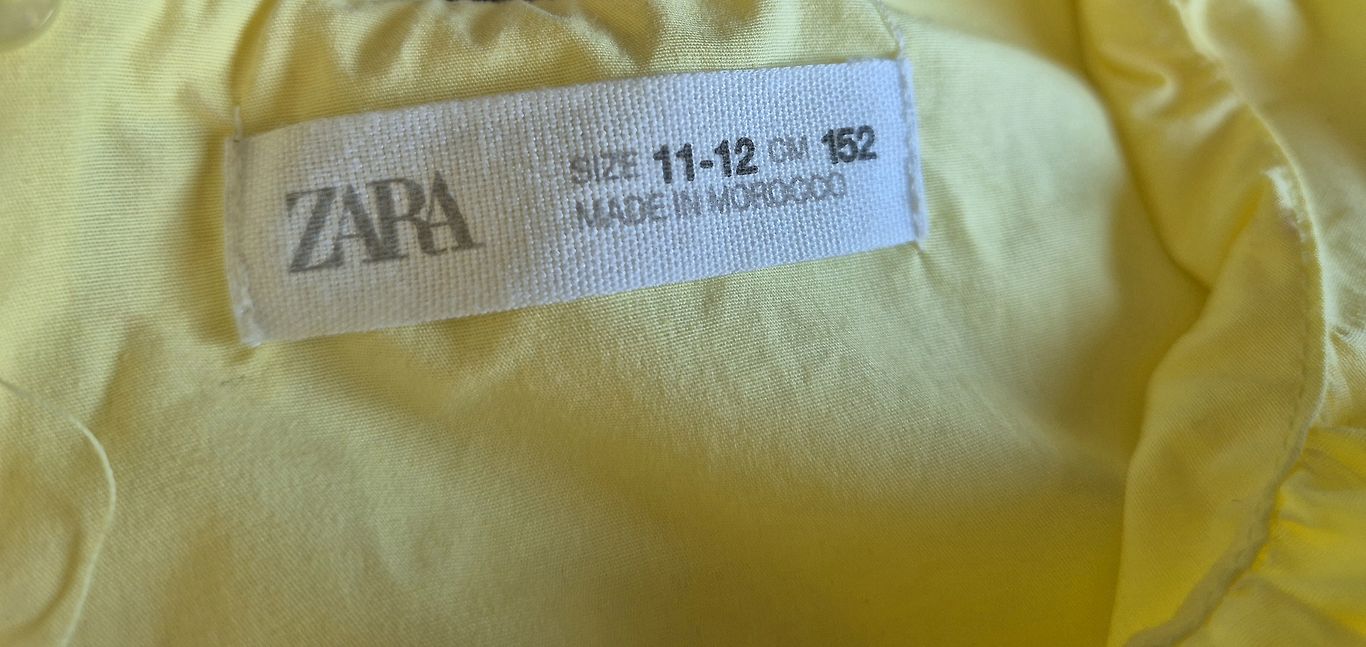 ZARA
SIZE 11-12 CM 152
MADE IN MOROCCO